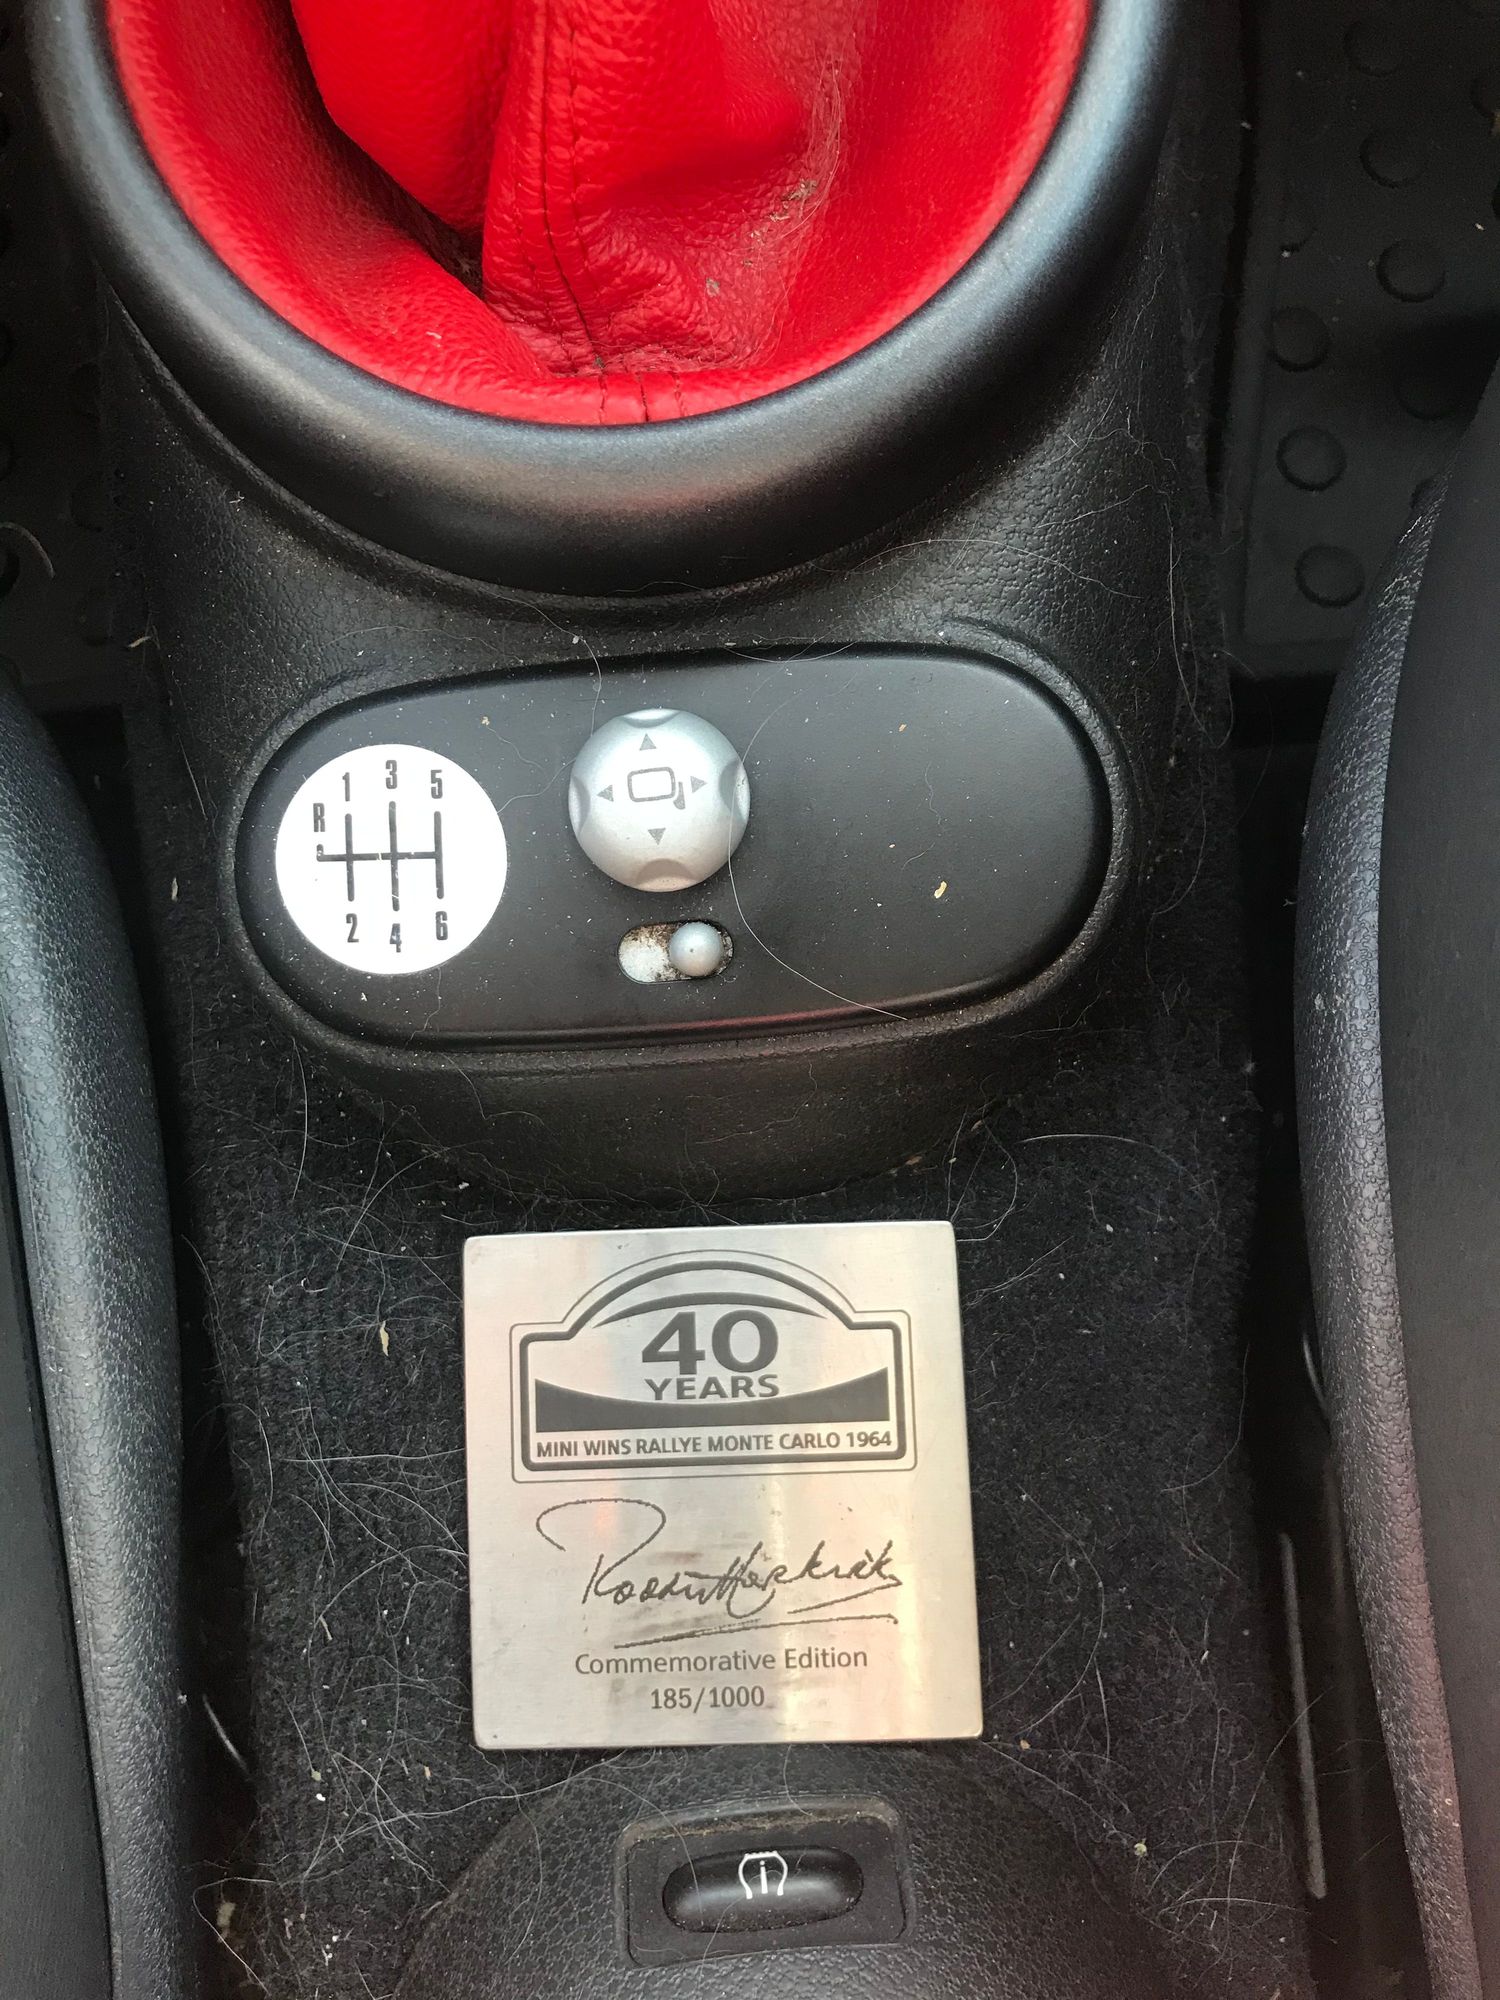 1 3 5
R
2 4 6
40
YEARS
MINI WINS RALLYE MONTE CARLO 1964
Commemorative Edition
185/1000